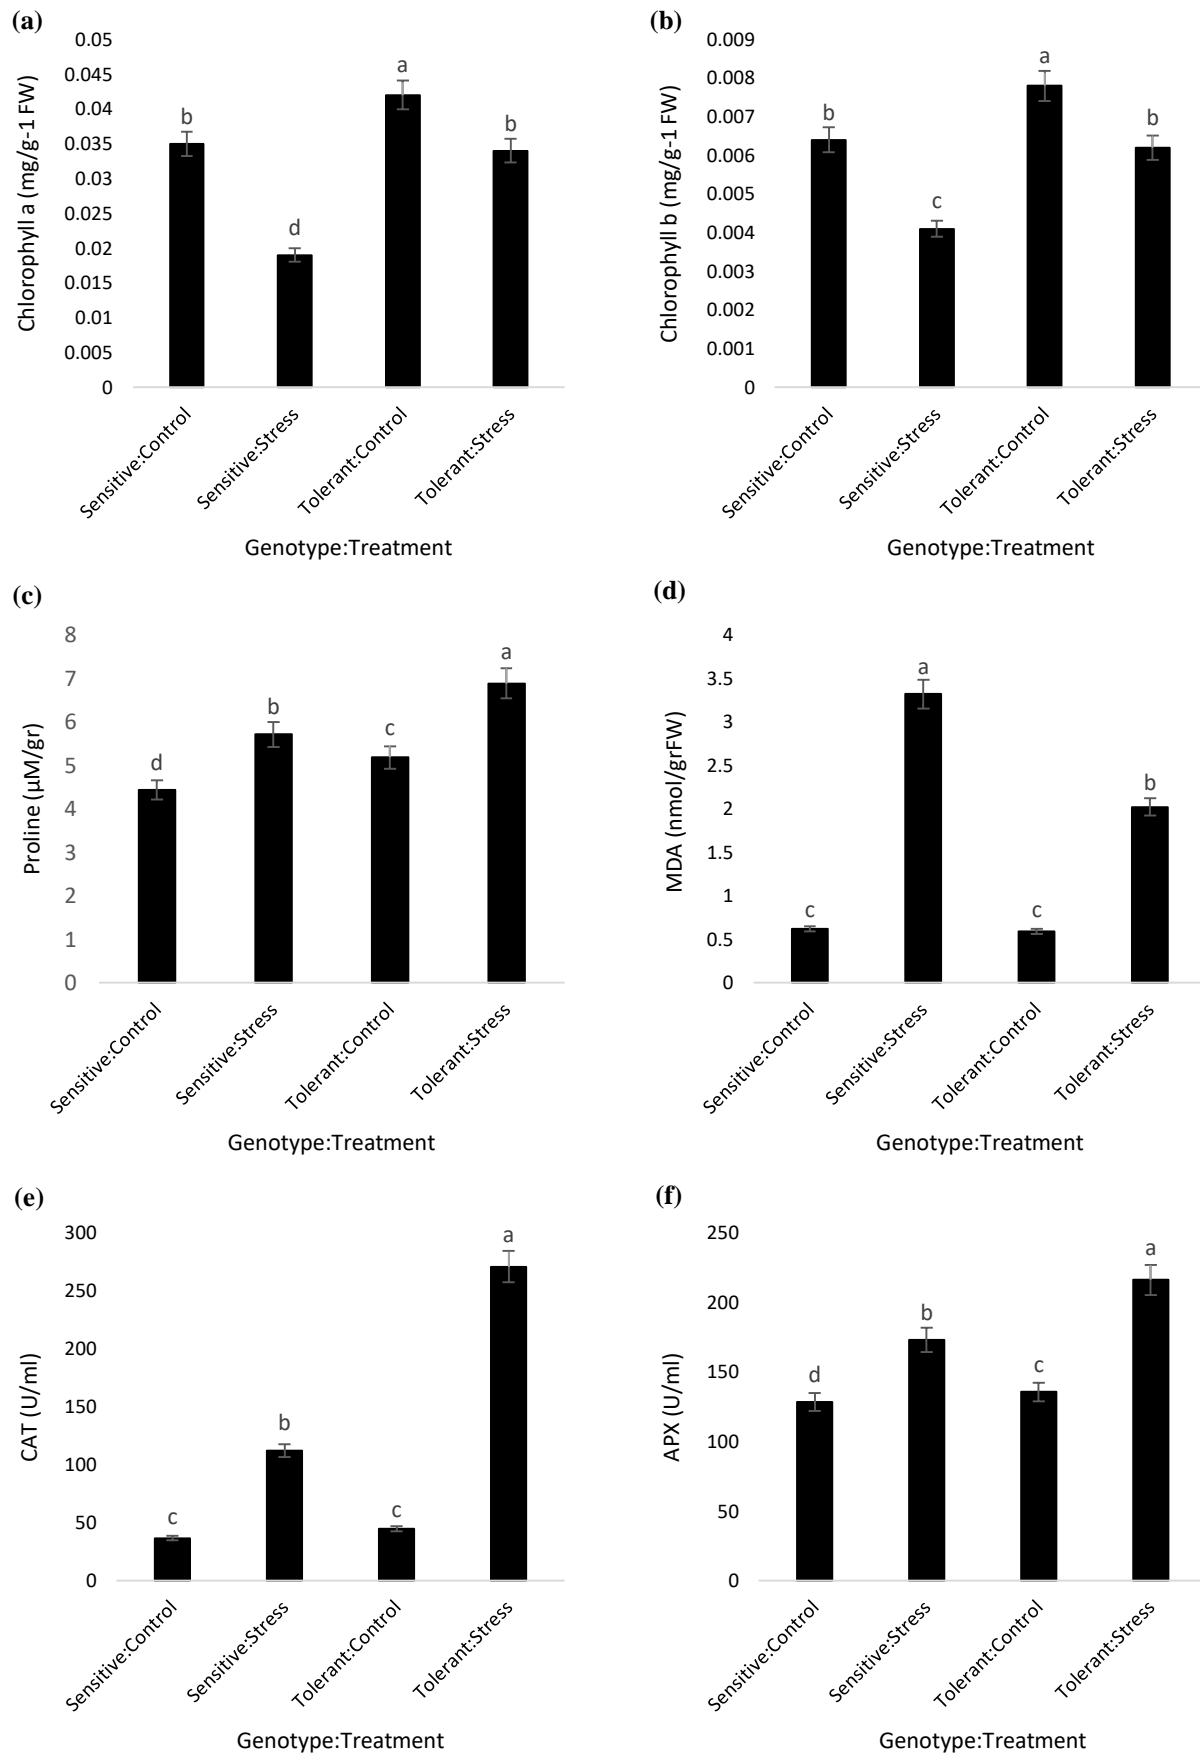 (a)
Chlorophyll a (mg/g-1 FW)
0.05
0.045
0.04
0.035
0.03
0.025
0.02
0.015
0.01
0.005
0
b
d
a
b
Sensitive:Control
Sensitive:Stress
Tolerant:Control
Tolerant:Stress
Genotype:Treatment
(b)
Chlorophyll b (mg/g-1 FW)
0.009
0.008
0.007
0.006
0.005
0.004
0.003
0.002
0.001
0
b
c
a
b
Sensitive:Control
Sensitive:Stress
Tolerant:Control
Tolerant:Stress
Genotype:Treatment
(c)
Proline (µM/gr)
8
7
6
5
4
3
2
1
0
d
b
c
a
Sensitive:Control
Sensitive:Stress
Tolerant:Control
Tolerant:Stress
Genotype:Treatment
(d)
MDA (nmol/grFW)
4
3.5
3
2.5
2
1.5
1
0.5
0
c
a
c
b
Sensitive:Control
Sensitive:Stress
Tolerant:Control
Tolerant:Stress
Genotype:Treatment
(e)
CAT (U/ml)
300
250
200
150
100
50
0
c
b
c
a
Sensitive:Control
Sensitive:Stress
Tolerant:Control
Tolerant:Stress
Genotype:Treatment
(f)
APX (U/ml)
250
200
150
100
50
0
d
b
c
a
Sensitive:Control
Sensitive:Stress
Tolerant:Control
Tolerant:Stress
Genotype:Treatment